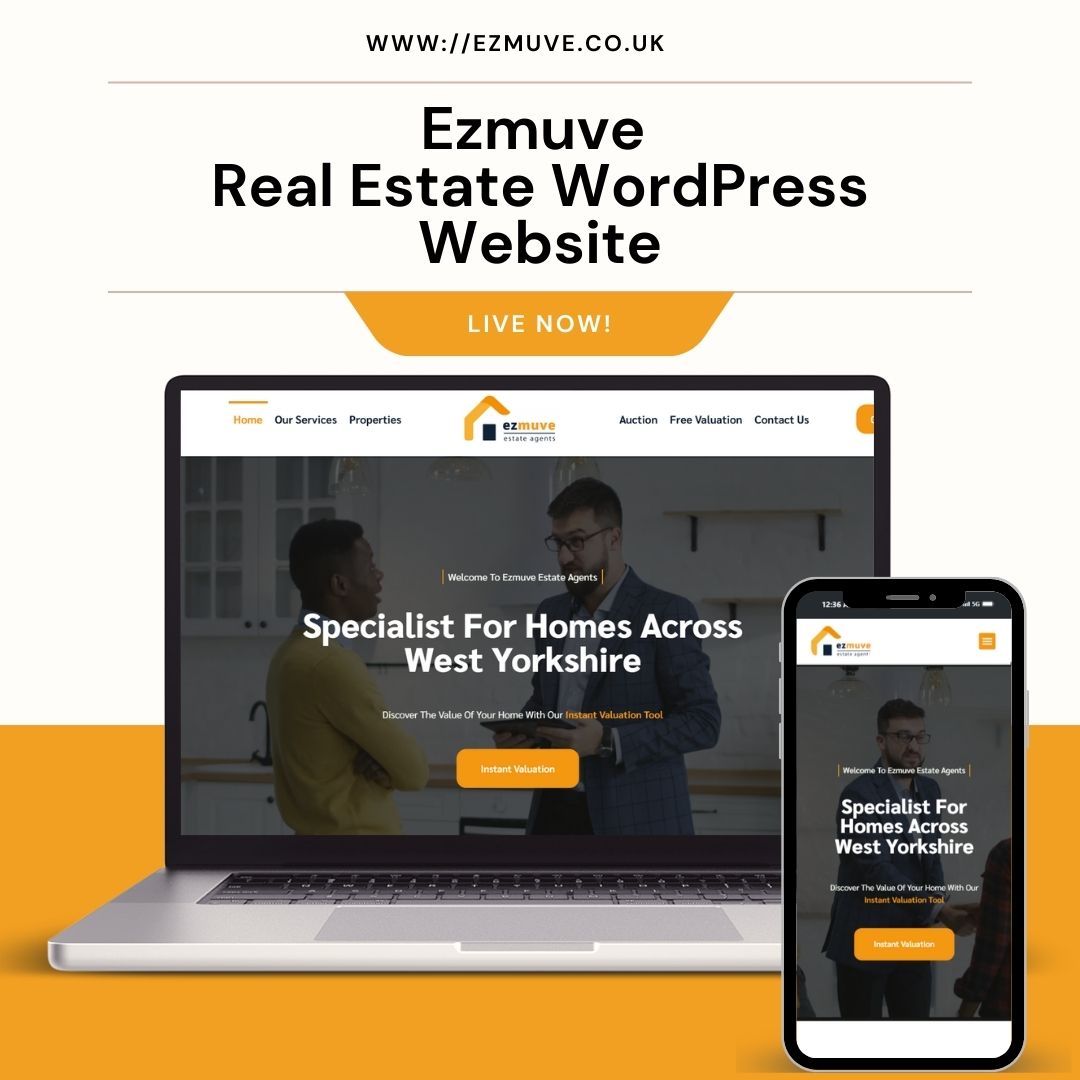 WWW://EZMUVE.CO.UK
Ezmuve
Real Estate WordPress
Website
LIVE NOW!
Home Our Services Properties
ezmuve
estate agents
Auction Free Valuation Contact Us
Welcome To Ezmuve Estate Agents
Specialist For Homes Across
West Yorkshire
Discover The Value Of Your Home With Our Instant Valuation Tool
Instant Valuation
12:36
5G
ezmuve
estate agent
Welcome To Ezmuve Estate Agents
Specialist For
Homes Across
West Yorkshire
Discover The Value Of Your Home With Our
Instant Valuation Tool
Instant Valuation